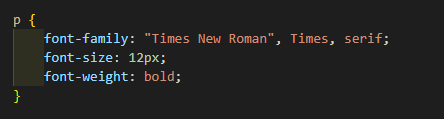 p {
    font-family: "Times New Roman", Times, serif;
    font-size: 12px;
    font-weight: bold;
}